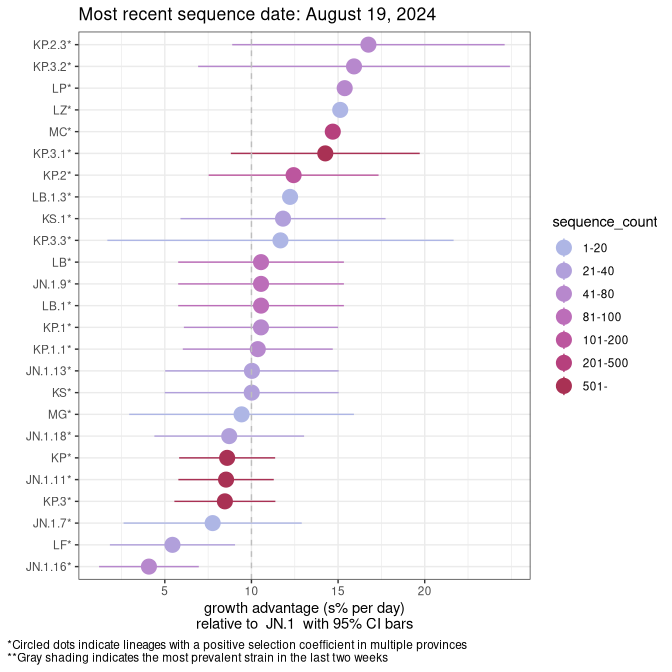 Most recent sequence date: August 19, 2024
KP.2.3*
KP.3.2*
LP*
LZ*
MC*
KP.3.1*
KP.2*
LB.1.3*
KS.1*
KP.3.3*
LB*
JN.1.9*
LB.1*
KP.1*
KP.1.1*
JN.1.13*
KS*
MG*
JN.1.18*
KP*
JN.1.11*
KP.3*
JN.1.7*
LF*
JN.1.16*
5 10 15 20
growth advantage (s% per day)
relative to JN.1 with 95% CI bars
sequence_count
1-20
21-40
41-80
81-100
101-200
201-500
501-
*Circled dots indicate lineages with a positive selection coefficient in multiple provinces
**Gray shading indicates the most prevalent strain in the last two weeks